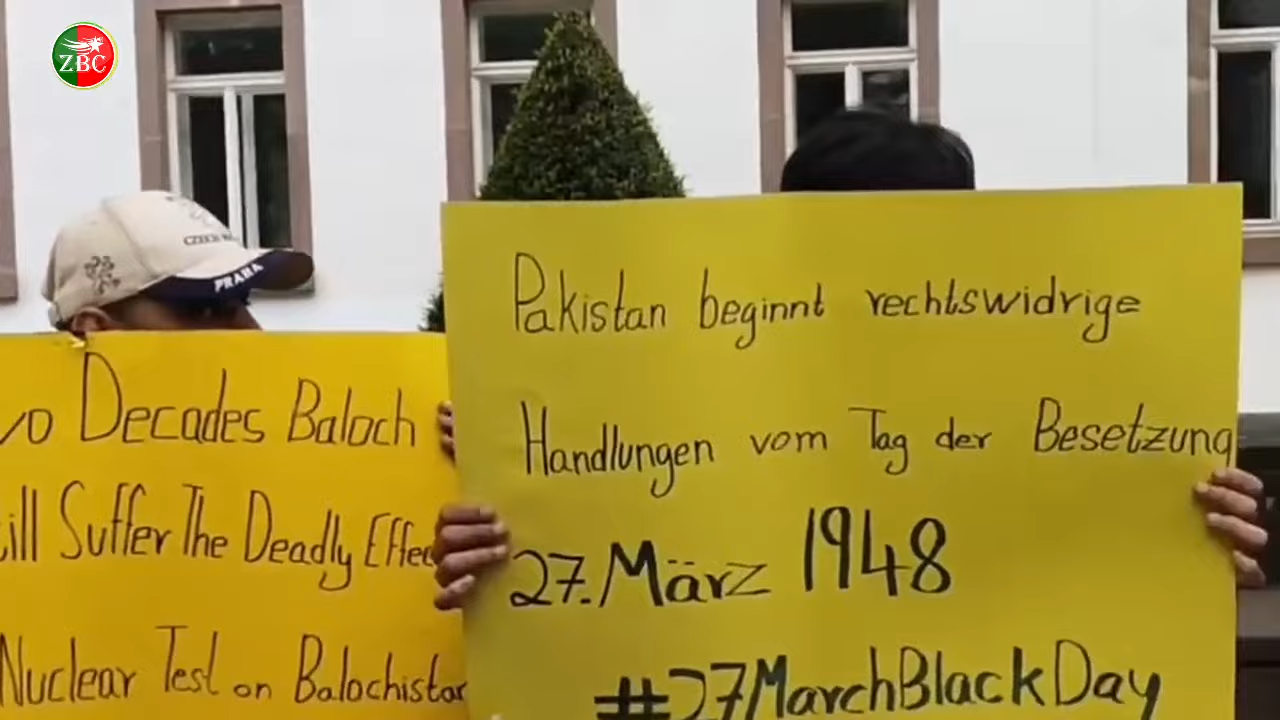 ZBC
PRAHA
Decades Baloch
Suffer The Deadly Effec
Nuclear Test on Balochistan
Pakistan beginnt rechtswidrige
Handlungen vom Tag der Besetzung
27. März 1948
#27MarchBlackDay